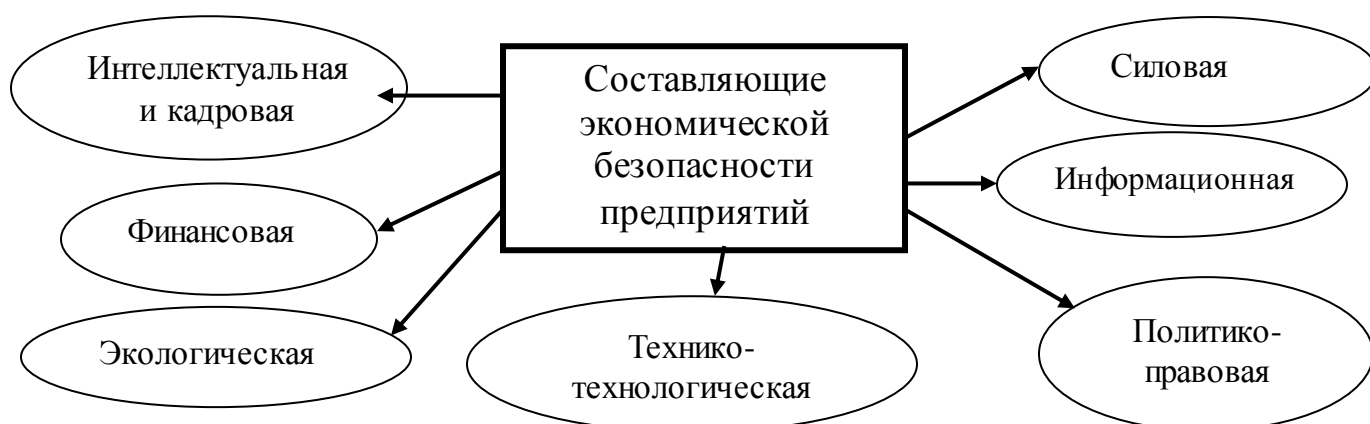 Интеллектуальная
и кадровая
Финансовая
Экологическая
Составляющие
экономической
безопасности
предприятий
Технико-
технологическая
Силовая
Информационная
Политико-
правовая